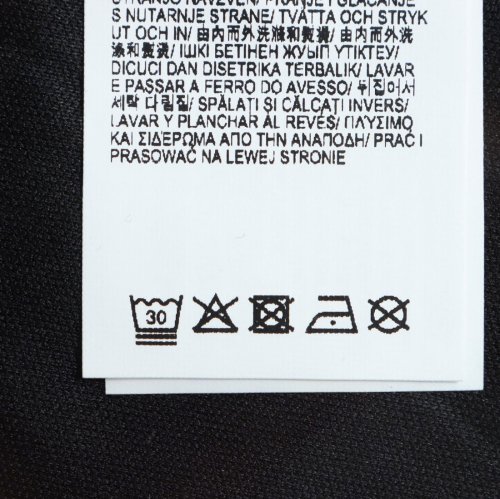 S NUTARNJE STRANE/ TVÄTTA OCH STRYK
UT OCH IN/ 由內而外洗滌和熨燙/ 由内而外洗
涤和熨烫/ ІШКІ БЕТІНЕН ЖУЫП ҮТІКТЕУ/
DICUCI DAN DISETRIKA TERBALIK/ LAVAR
E PASSAR A FERRO DO AVESSO/ 뒤집어서
세탁 다림질/ SPĂLAȚI ȘI CĂLCAȚI INVERS/
LAVAR Y PLANCHAR AL REVÉS/ ΠΛΥΣΙΜΟ
ΚΑΙ ΣΙΔΕΡΩΜΑ ΑΠΟ ΤΗΝ ΑΝΑΠΟΔΗ/ PRAĆ I
PRASOWAĆ NA LEWEJ STRONIE
30